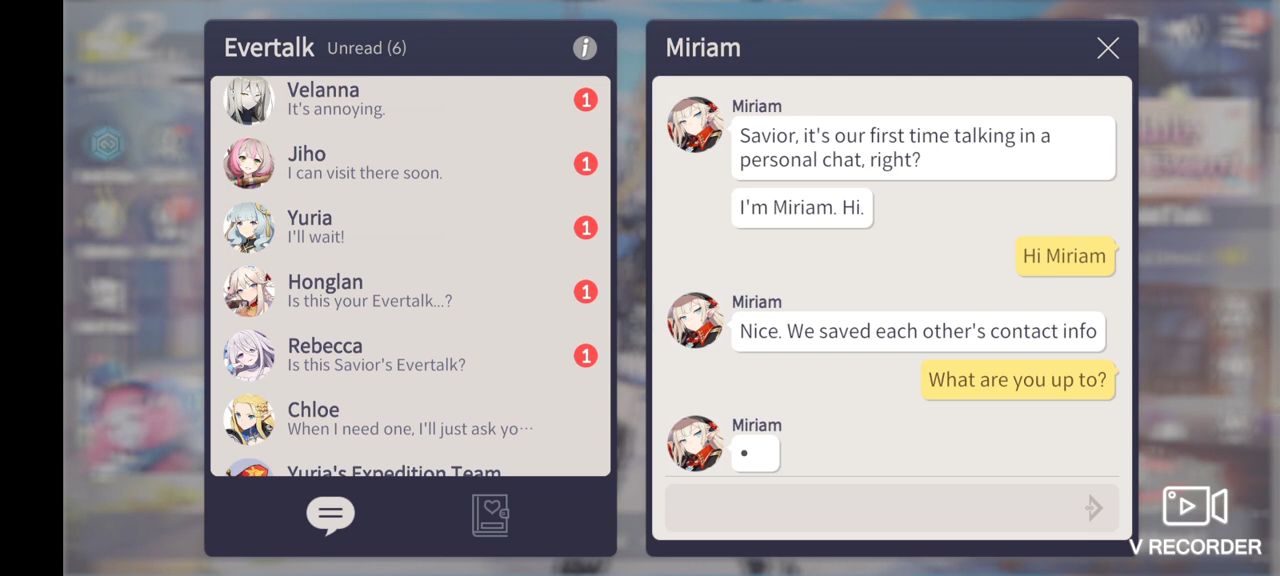 Evertalk Unread (6)
Velanna
It's annoying.
1
Jiho
I can visit there soon.
1
Yuria
I'll wait!
1
Honglan
Is this your Evertalk...?
1
Rebecca
Is this Savior's Evertalk?
1
Chloe
When I need one, I'll just ask yo···
Yuria's Expedition Team
Miriam
Miriam
Savior, it's our first time talking in a
personal chat, right?
I'm Miriam. Hi.
Hi Miriam
Miriam
Nice. We saved each other's contact info
What are you up to?
Miriam
V RECORDER